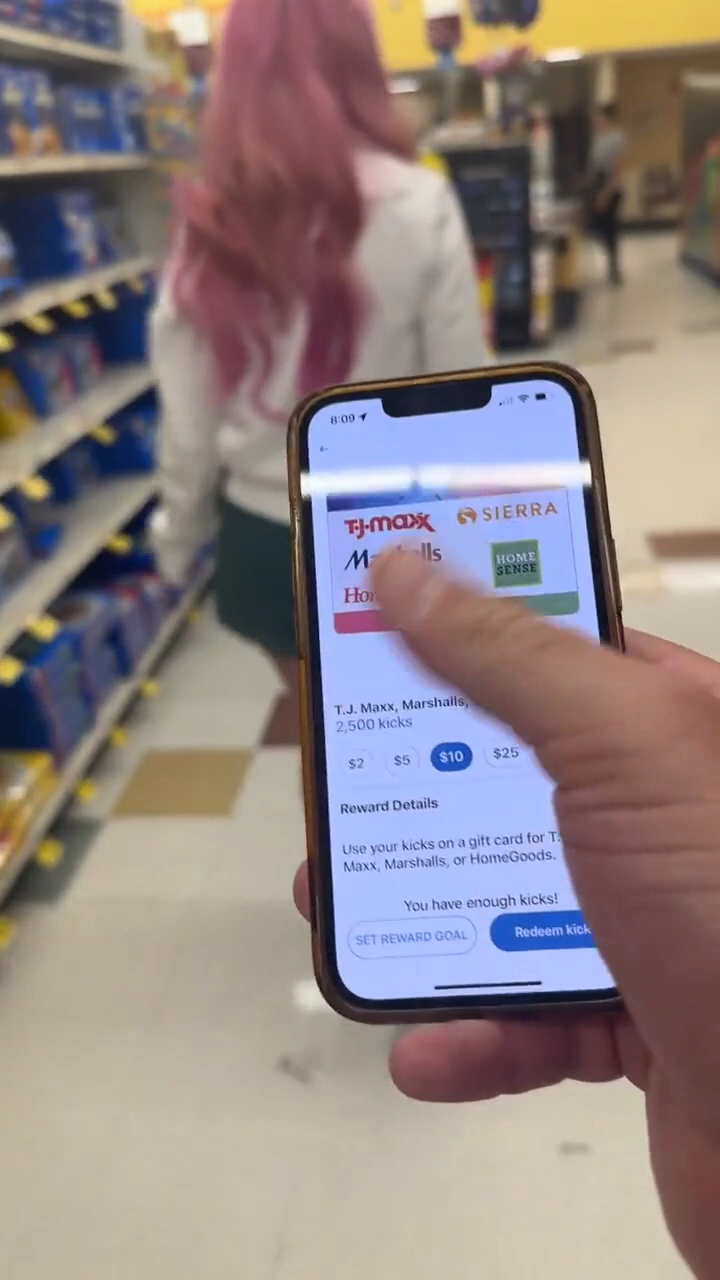 8:09
T.J.maxx SIERRA
HOME
SENSE
T.J. Maxx, Marshalls,
2,500 kicks
$2 $5 $10 $25
Reward Details
Use your kicks on a gift card for
Maxx, Marshalls, or HomeGoods.
You have enough kicks!
SET REWARD GOAL Redeem